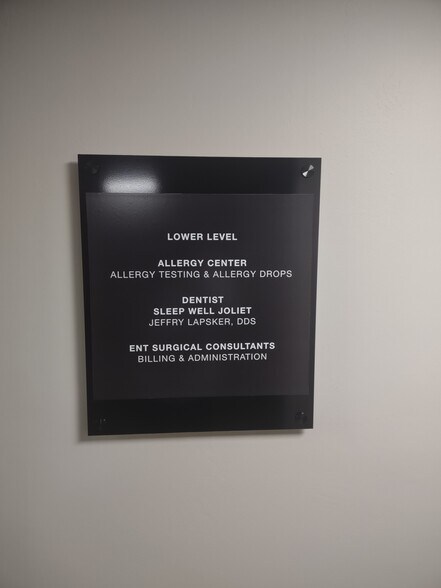 LOWER LEVEL
ALLERGY CENTER
ALLERGY TESTING & ALLERGY DROPS
DENTIST
SLEEP WELL JOLIET
JEFFRY LAPSKER, DDS
ENT SURGICAL CONSULTANTS
BILLING & ADMINISTRATION